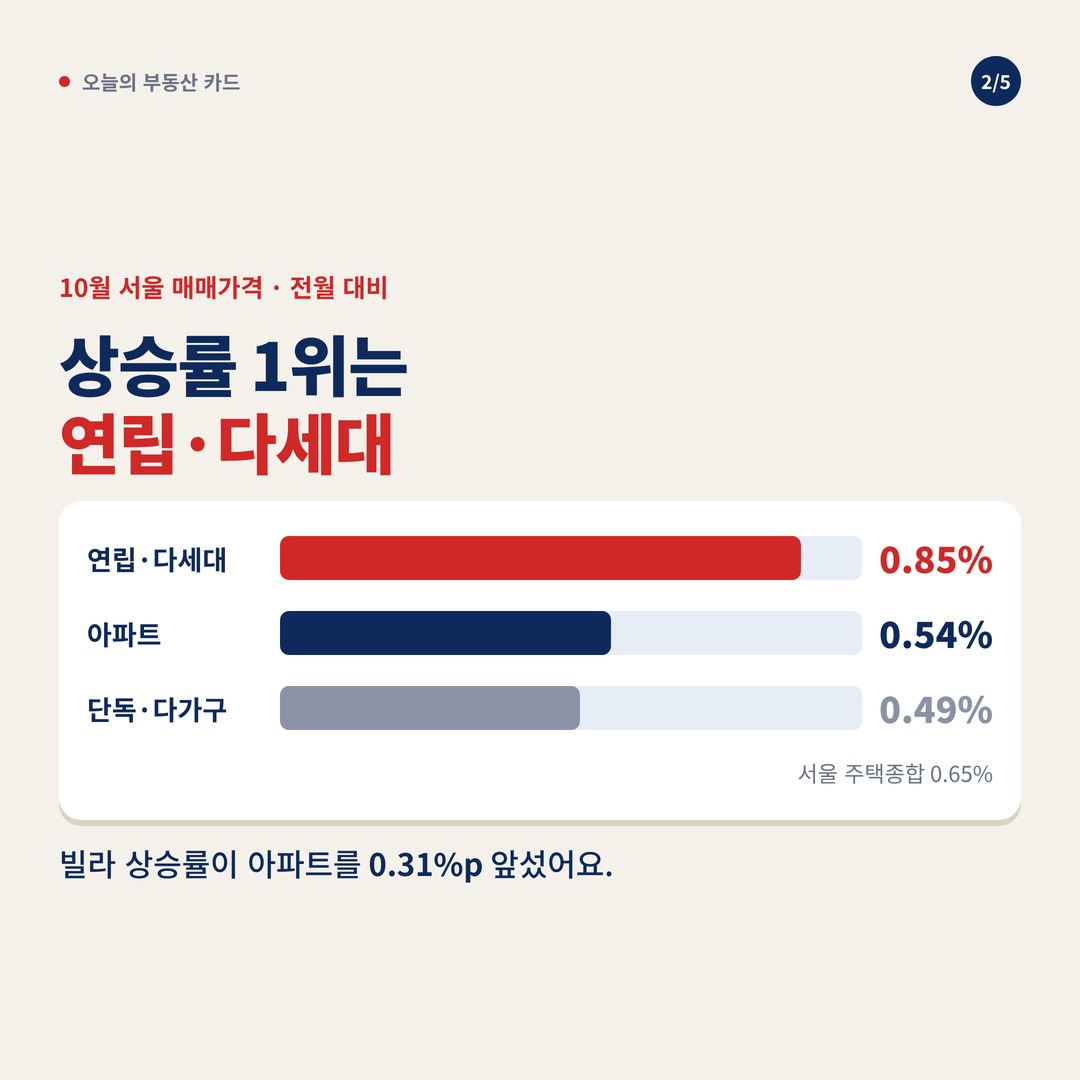 오늘의 부동산 카드
2/5
10월 서울 매매가격 · 전월 대비
상승률 1위는
연립·다세대
연립·다세대 0.85%
아파트 0.54%
단독·다가구 0.49%
서울 주택종합 0.65%
빌라 상승률이 아파트를 0.31%p 앞섰어요.